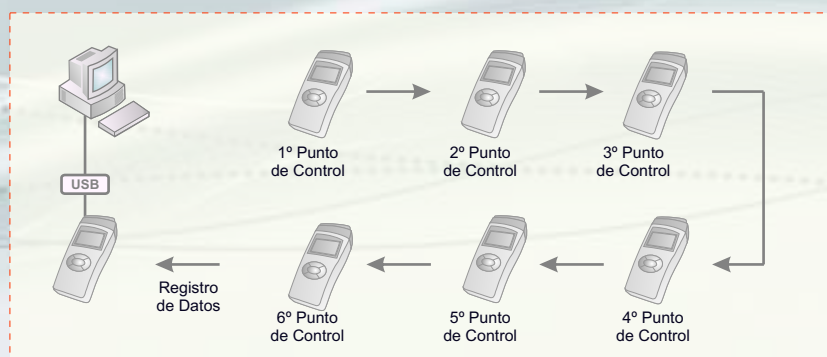 1º Punto
de Control
2º Punto
de Control
3º Punto
de Control
USB
Registro
de Datos
6º Punto
de Control
5º Punto
de Control
4º Punto
de Control